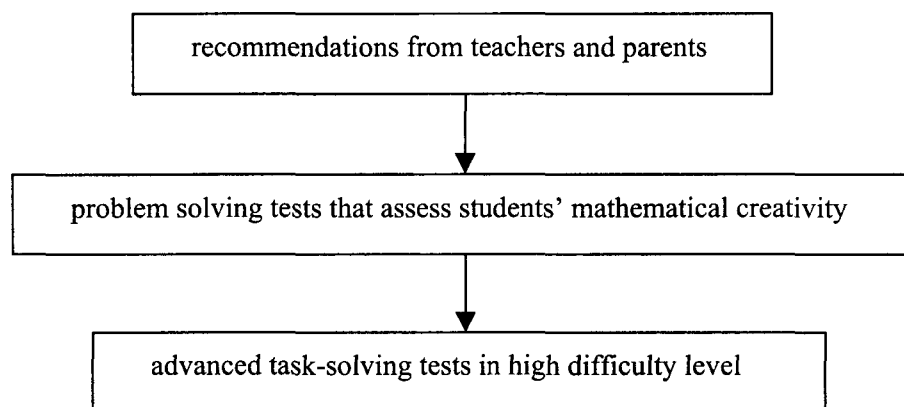 recommendations from teachers and parents
problem solving tests that assess students' mathematical creativity
advanced task-solving tests in high difficulty level